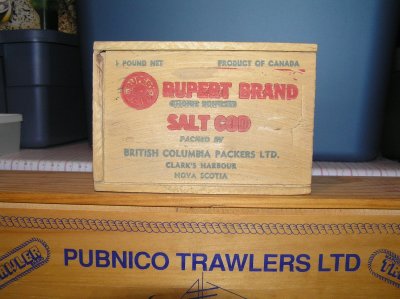 1 POUND NET PRODUCT OF CANADA
RUPERT BRAND
SALT COD
PACKED BY
BRITISH COLUMBIA PACKERS LTD.
CLARK'S HARBOUR
NOVA SCOTIA
PUBNICO TRAWLERS LTD